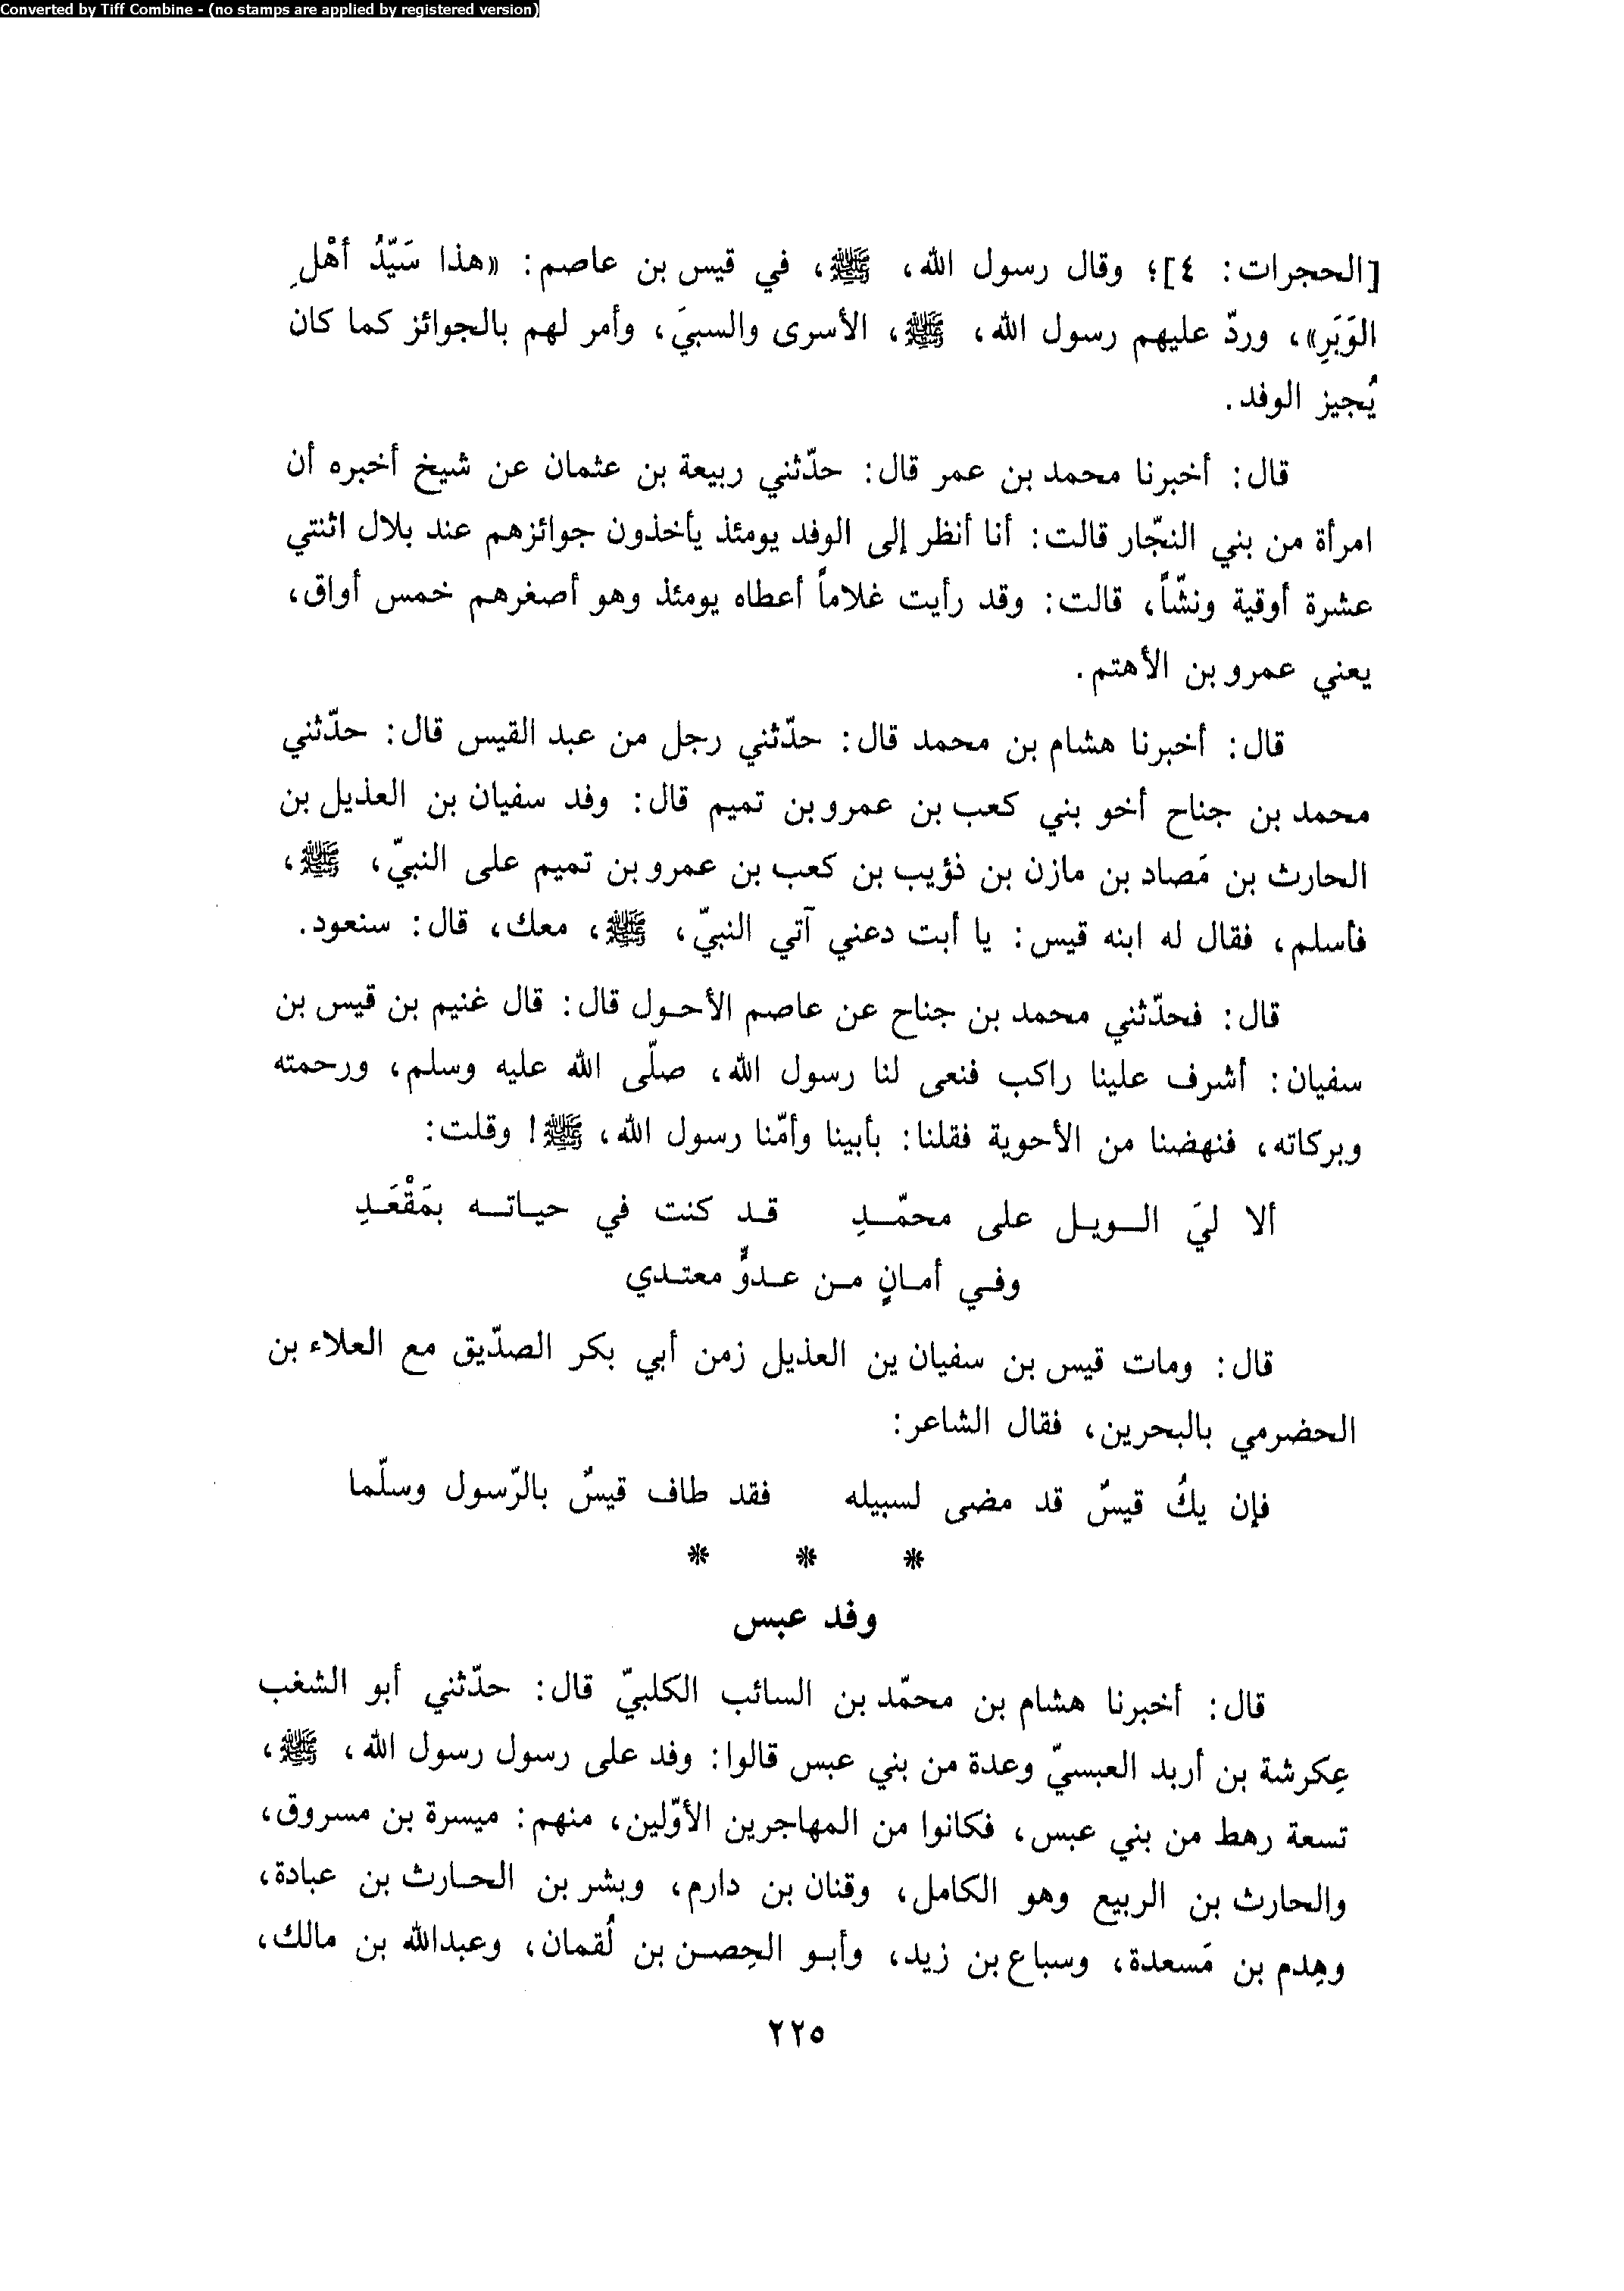 Converted by Tiff Combine - (no stamps are applied by registered version)
[الحجرات: ٤]؛ وقال رسول الله، ﷺ، في قيس بن عاصم: «هذا سَيّدُ أهْلِ
الوَبَرِ»، وردّ عليهم رسول الله، ﷺ، الأسرى والسبيَ، وأمر لهم بالجوائز كما كان
يُجيز الوفد.
قال: أخبرنا محمد بن عمر قال: حدّثني ربيعة بن عثمان عن شيخ أخبره أن
امرأة من بني النجّار قالت: أنا أنظر إلى الوفد يومئذ يأخذون جوائزهم عند بلال اثنتي
عشرة أوقية ونشّاً، قالت: وقد رأيت غلاماً أعطاه يومئذ وهو أصغرهم خمس أواق،
يعني عمرو بن الأهتم.
قال: أخبرنا هشام بن محمد قال: حدّثني رجل من عبد القيس قال: حدّثني
محمد بن جناح أخو بني كعب بن عمرو بن تميم قال: وفد سفيان بن العذيل بن
الحارث بن مَصاد بن مازن بن ذؤيب بن كعب بن عمرو بن تميم على النبيّ، ﷺ،
فأسلم، فقال له ابنه قيس: يا أبت دعني آتي النبيّ، ﷺ، معك، قال: سنعود.
قال: فحدّثني محمد بن جناح عن عاصم الأحـول قال: قال غنيم بن قيس بن
سفيان: أشرف علينا راكب فنعى لنا رسول الله، صلّى الله عليه وسلم، ورحمته
وبركاته، فنهضنا من الأحوية فقلنا: بأبينا وأمّنا رسول الله، ﷺ! وقلت:
ألا ليَ الـويـل على محمّـدِ قـد كنت في حيـاتـه بمَقْعَـدِ
وفـي أمـانٍ مـن عـدوٍّ معتـدي
قال: ومات قيس بن سفيان ين العذيل زمن أبي بكر الصدّيق مع العلاء بن
الحضرمي بالبحرين، فقال الشاعر:
فإن يكُ قيسٌ قد مضى لسبيله فقد طاف قيسٌ بالرّسول وسلّما
* * *
وفد عبس
قال: أخبرنا هشام بن محمّد بن السائب الكلبيّ قال: حدّثني أبو الشغب
عِكرشة بن أربد العبسيّ وعدة من بني عبس قالوا: وفد على رسول رسول الله، ﷺ،
تسعة رهط من بني عبس، فكانوا من المهاجرين الأوّلين، منهم: ميسرة بن مسروق،
والحارث بن الربيع وهو الكامل، وقنان بن دارم، وبشر بن الحـارث بن عبادة،
وهِدم بن مَسعدة، وسباع بن زيد، وأبـو الحِصـن بن لُقمان، وعبدالله بن مالك،
٢٢٥